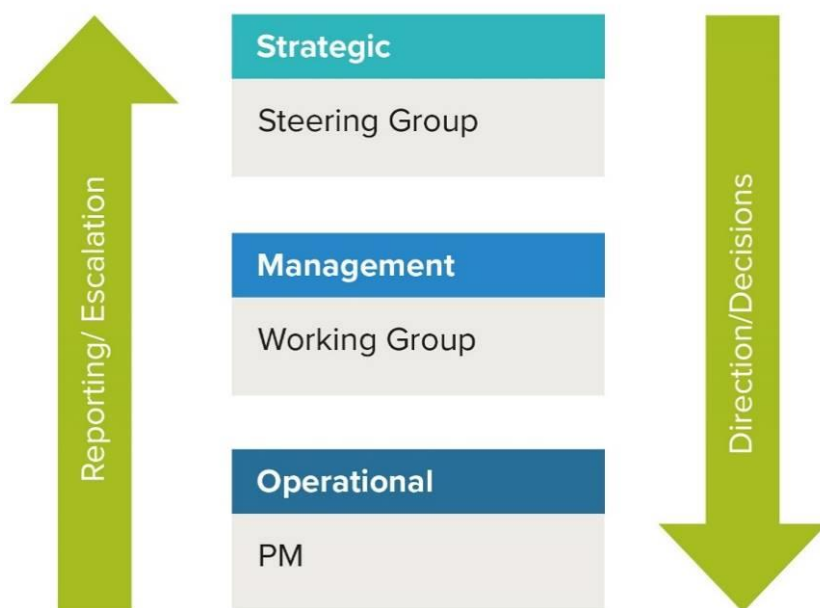 Strategic
Steering Group
Management
Working Group
Operational
PM
Reporting/ Escalation
Direction/Decisions